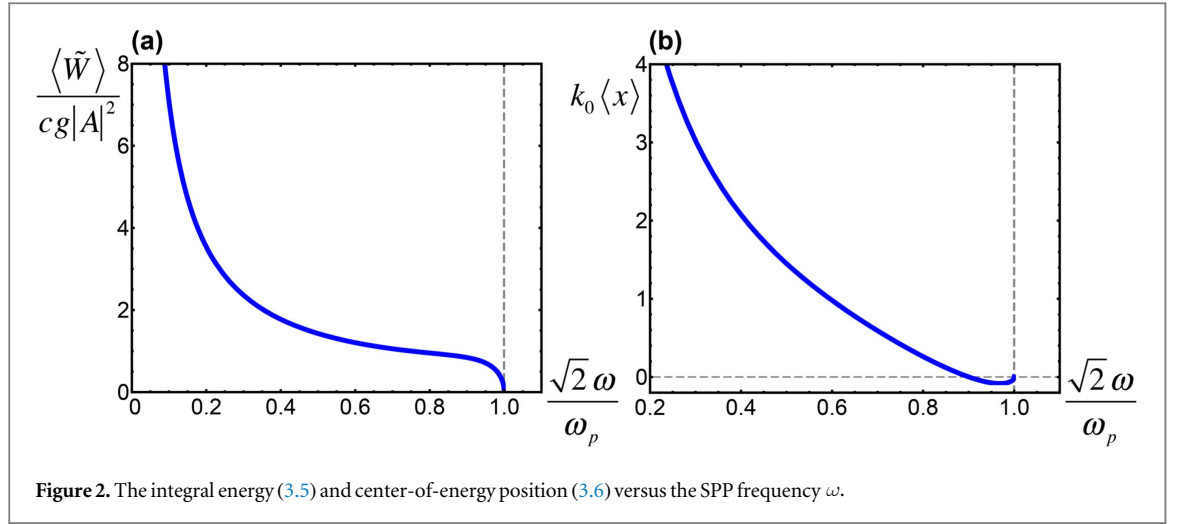 (a)
⟨W̃⟩
cg|A|²
8
6
4
2
0
0 0.2 0.4 0.6 0.8 1.0
√2 ω
ω_p
(b)
k₀⟨x⟩
4
3
2
1
0
0.2 0.4 0.6 0.8 1.0
√2 ω
ω_p
Figure 2. The integral energy (3.5) and center-of-energy position (3.6) versus the SPP frequency ω.